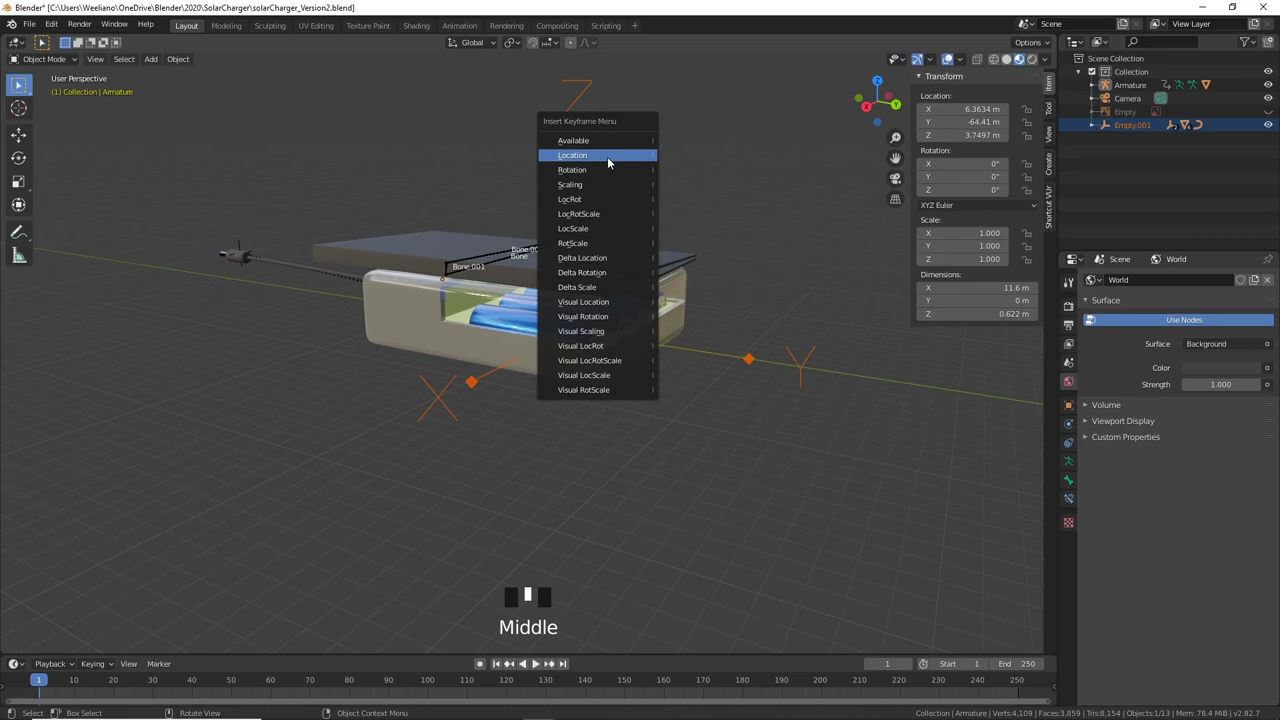 Blender* [C:\Users\Weeliano\OneDrive\Blender\2020\SolarCharger\solarCharger_Version2.blend]
File Edit Render Window Help Layout Modeling Sculpting UV Editing Texture Paint Shading Animation Rendering Compositing Scripting + Scene View Layer
Global Options
Object Mode View Select Add Object
User Perspective
(1) Collection | Armature
Insert Keyframe Menu
Available I
Location I
Rotation I
Scaling I
LocRot I
LocRotScale I
LocScale I
RotScale I
Delta Location I
Delta Rotation I
Delta Scale I
Visual Location I
Visual Rotation I
Visual Scaling I
Visual LocRot I
Visual LocRotScale I
Visual LocScale I
Visual RotScale I
Bone.00
Bone
Bone.001
Z
X
Y
Z
X
Y
Transform
Location:
X 6.3634 m
Y -64.41 m
Z 3.7497 m
Rotation:
X 0°
Y 0°
Z 0°
XYZ Euler
Scale:
X 1.000
Y 1.000
Z 1.000
Dimensions:
X 11.6 m
Y 0 m
Z 0.622 m
Item
Tool
View
Create
Shortcut VUr
Scene Collection
Collection
Armature
Camera
Empty
Empty.001
Scene World
World
Surface
Use Nodes
Surface Background
Color
Strength 1.000
Volume
Viewport Display
Custom Properties
Middle
Playback Keying View Marker 1 Start 1 End 250
1 10 20 30 40 50 60 70 80 90 100 110 120 130 140 150 160 170 180 190 200 210 220 230 240 250
Select Box Select Rotate View Object Context Menu Collection | Armature | Verts:4,109 | Faces:3,859 | Tris:8,154 | Objects:1/13 | Mem: 78.4 MiB | v2.82.7